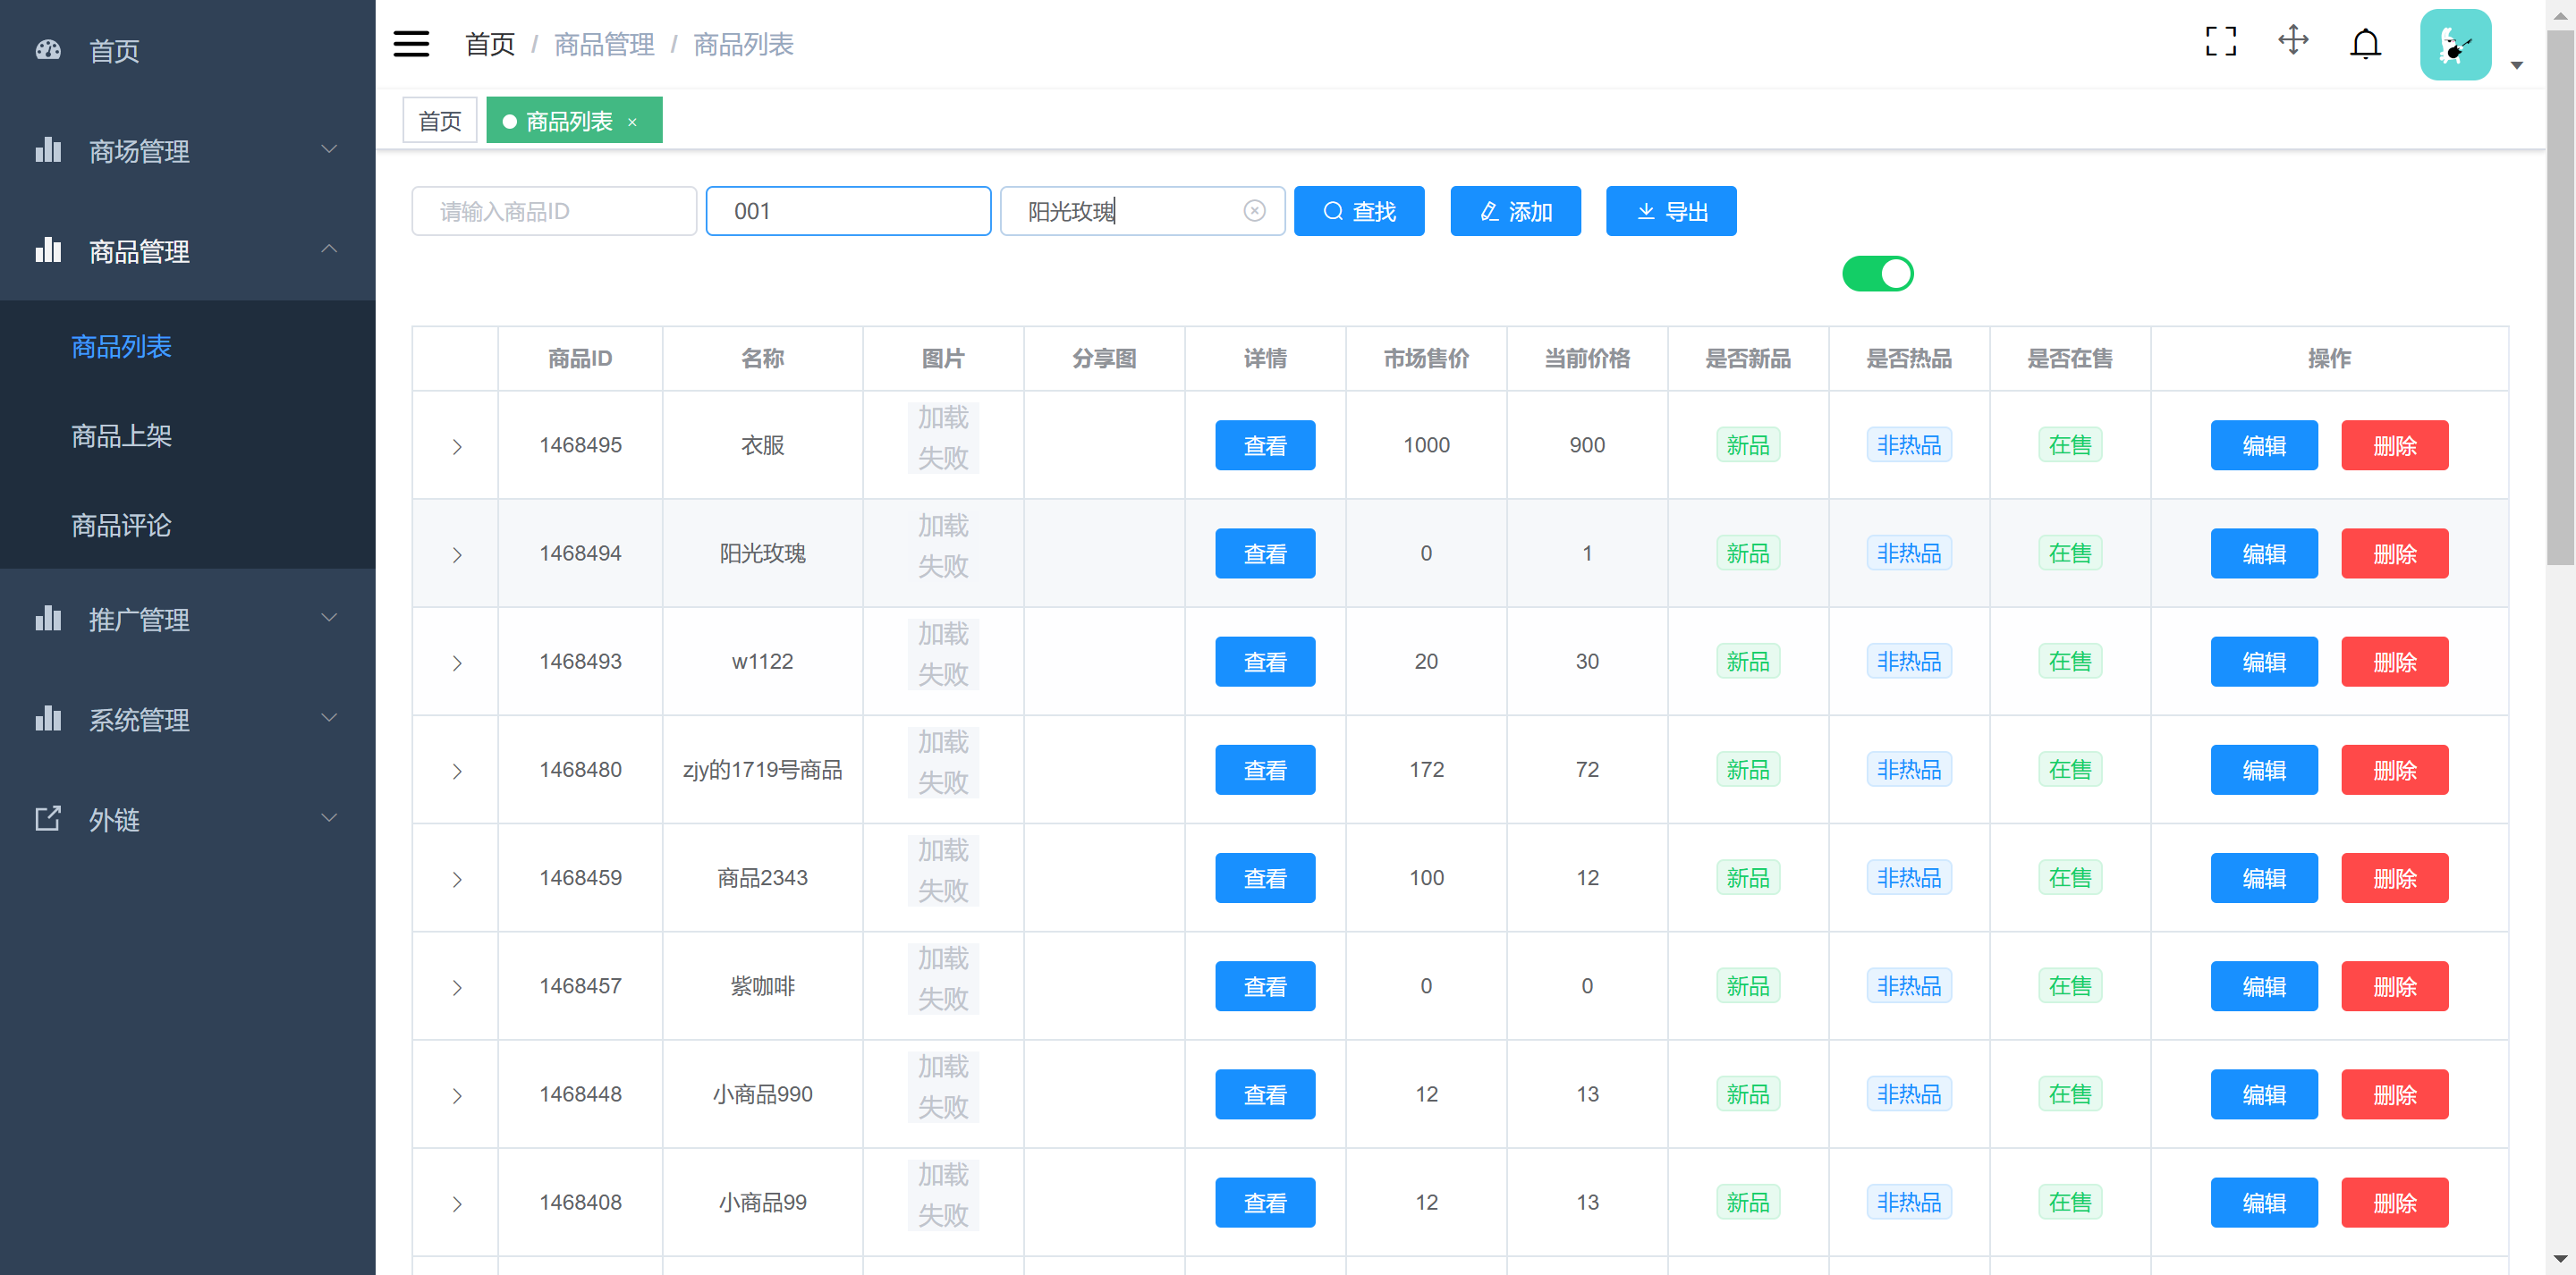 首页
商场管理
商品管理
商品列表
商品上架
商品评论
推广管理
系统管理
外链
首页 / 商品管理 / 商品列表
首页 商品列表 ×
请输入商品ID 001 阳光玫瑰 查找 添加 导出
商品ID 名称 图片 分享图 详情 市场售价 当前价格 是否新品 是否热品 是否在售 操作
1468495 衣服 加载失败 查看 1000 900 新品 非热品 在售 编辑 删除
1468494 阳光玫瑰 加载失败 查看 0 1 新品 非热品 在售 编辑 删除
1468493 w1122 加载失败 查看 20 30 新品 非热品 在售 编辑 删除
1468480 zjy的1719号商品 加载失败 查看 172 72 新品 非热品 在售 编辑 删除
1468459 商品2343 加载失败 查看 100 12 新品 非热品 在售 编辑 删除
1468457 紫咖啡 加载失败 查看 0 0 新品 非热品 在售 编辑 删除
1468448 小商品990 加载失败 查看 12 13 新品 非热品 在售 编辑 删除
1468408 小商品99 加载失败 查看 12 13 新品 非热品 在售 编辑 删除